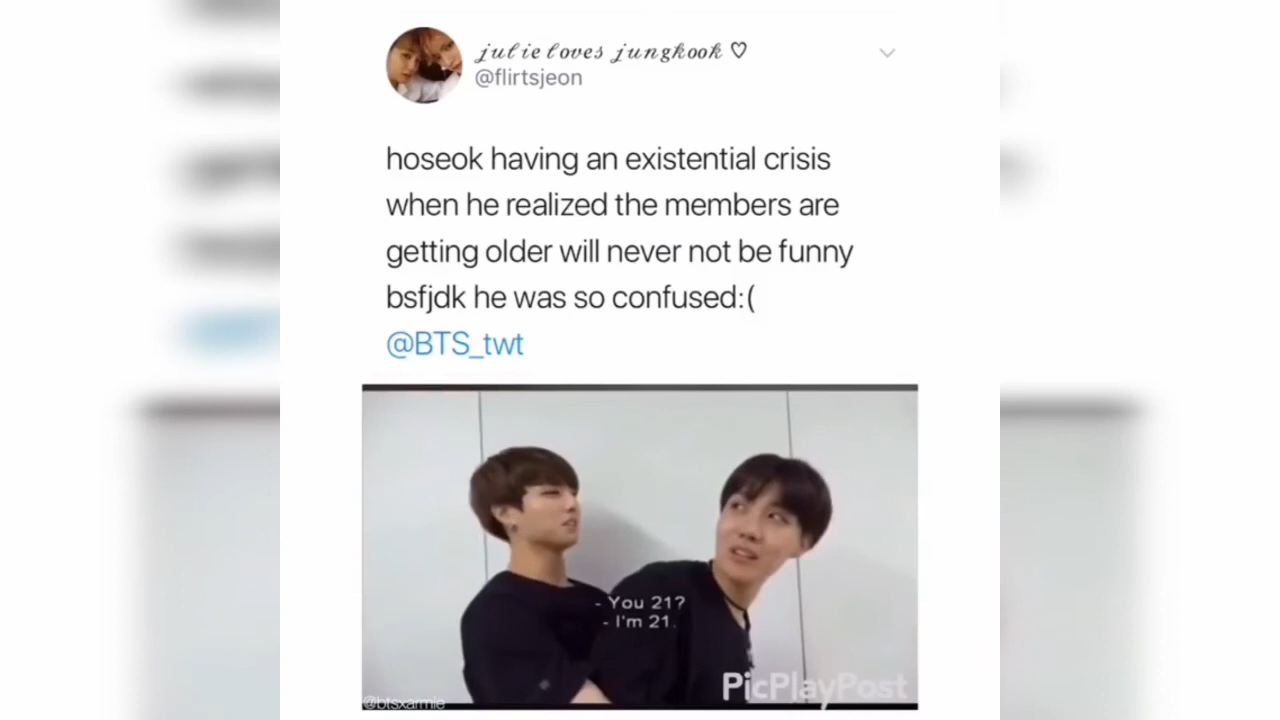 julie loves jungkook ♡
@flirtsjeon
hoseok having an existential crisis
when he realized the members are
getting older will never not be funny
bsfjdk he was so confused:(
@BTS_twt
- You 21?
- I'm 21.
PicPlayPost
@btsxarmie